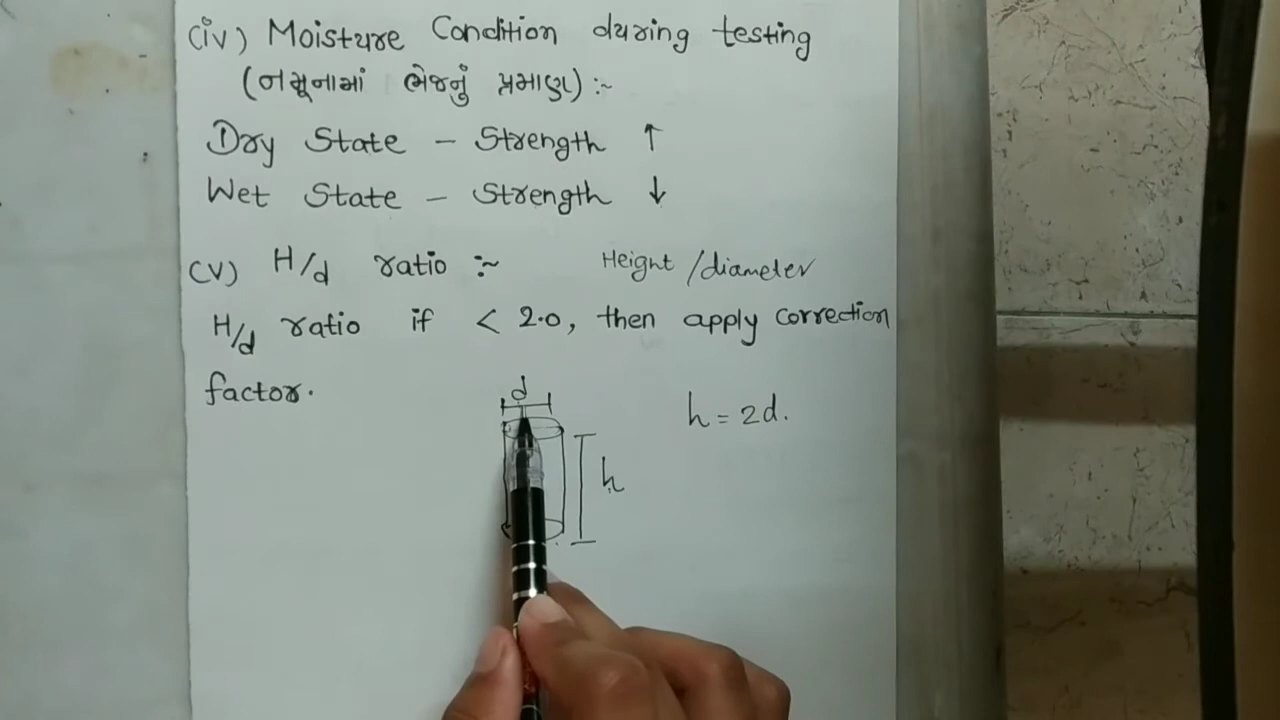 (iv) Moisture Condition during testing
(નમૂનામાં ભેજનું પ્રમાણ) :-
Dry State - Strength ↑
Wet State - Strength ↓
(V) H/d ratio :- Height/diameter
H/d ratio if < 2.0, then apply correction
factor.
d
h = 2d.
h